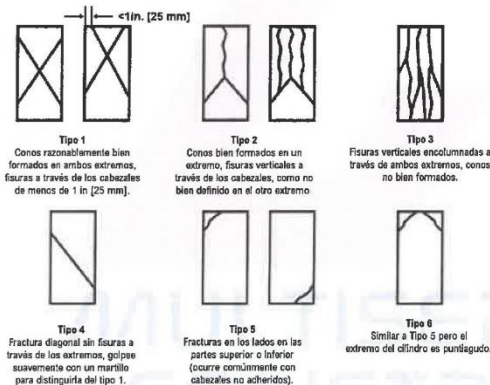 <1in. [25 mm]
Tipo 1
Conos razonablemente bien
formados en ambos extremos,
fisuras a través de los cabezales
de menos de 1 in [25 mm].
Tipo 2
Conos bien formados en un
extremo, fisuras verticales a
través de los cabezales, como no
bien definido en el otro extremo
Tipo 3
Fisuras verticales encolumnadas a
través de ambos extremos, conos
no bien formados.
Tipo 4
Fractura diagonal sin fisuras a
través de los extremos, golpee
suavemente con un martillo
para distinguirla del tipo 1.
Tipo 5
Fracturas en los lados en las
partes superior o inferior
(ocurre comúnmente con
cabezales no adheridos).
Tipo 6
Similar a Tipo 5 pero el
extremo del cilindro es puntiagudo.